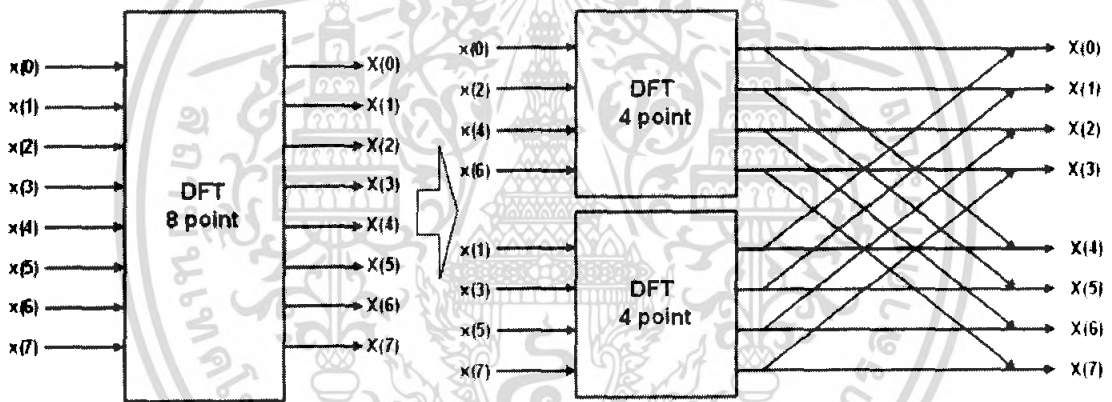 x(0)
x(1)
x(2)
x(3)
x(4)
x(5)
x(6)
x(7)
DFT
8 point
X(0)
X(1)
X(2)
X(3)
X(4)
X(5)
X(6)
X(7)
x(0)
x(2)
x(4)
x(6)
DFT
4 point
x(1)
x(3)
x(5)
x(7)
DFT
4 point
X(0)
X(1)
X(2)
X(3)
X(4)
X(5)
X(6)
X(7)